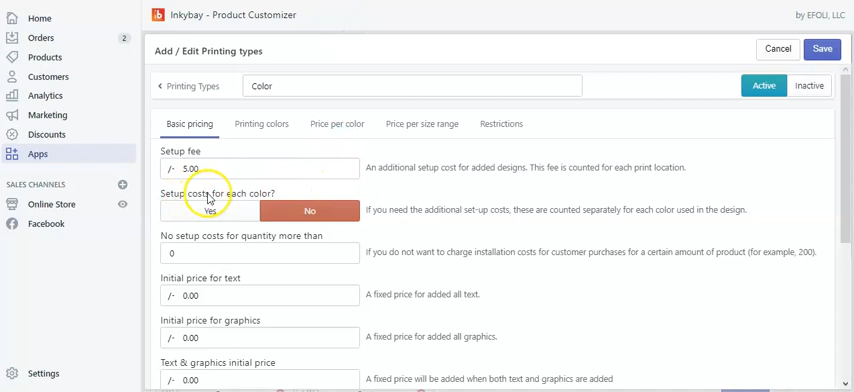 Home
Orders 2
Products
Customers
Analytics
Marketing
Discounts
Apps
SALES CHANNELS
Online Store
Facebook
Settings
Inkybay - Product Customizer
by EFOLI, LLC
Add / Edit Printing types
Cancel
Save
Printing Types
Color
Active
Inactive
Basic pricing
Printing colors
Price per color
Price per size range
Restrictions
Setup fee
/- 5.00
An additional setup cost for added designs. This fee is counted for each print location.
Setup costs for each color?
Yes
No
If you need the additional set-up costs, these are counted separately for each color used in the design.
No setup costs for quantity more than
0
If you do not want to charge installation costs for customer purchases for a certain amount of product (for example, 200).
Initial price for text
/- 0.00
A fixed price for added all text.
Initial price for graphics
/- 0.00
A fixed price for added all graphics.
Text & graphics initial price
/- 0.00
A fixed price will be added when both text and graphics are added